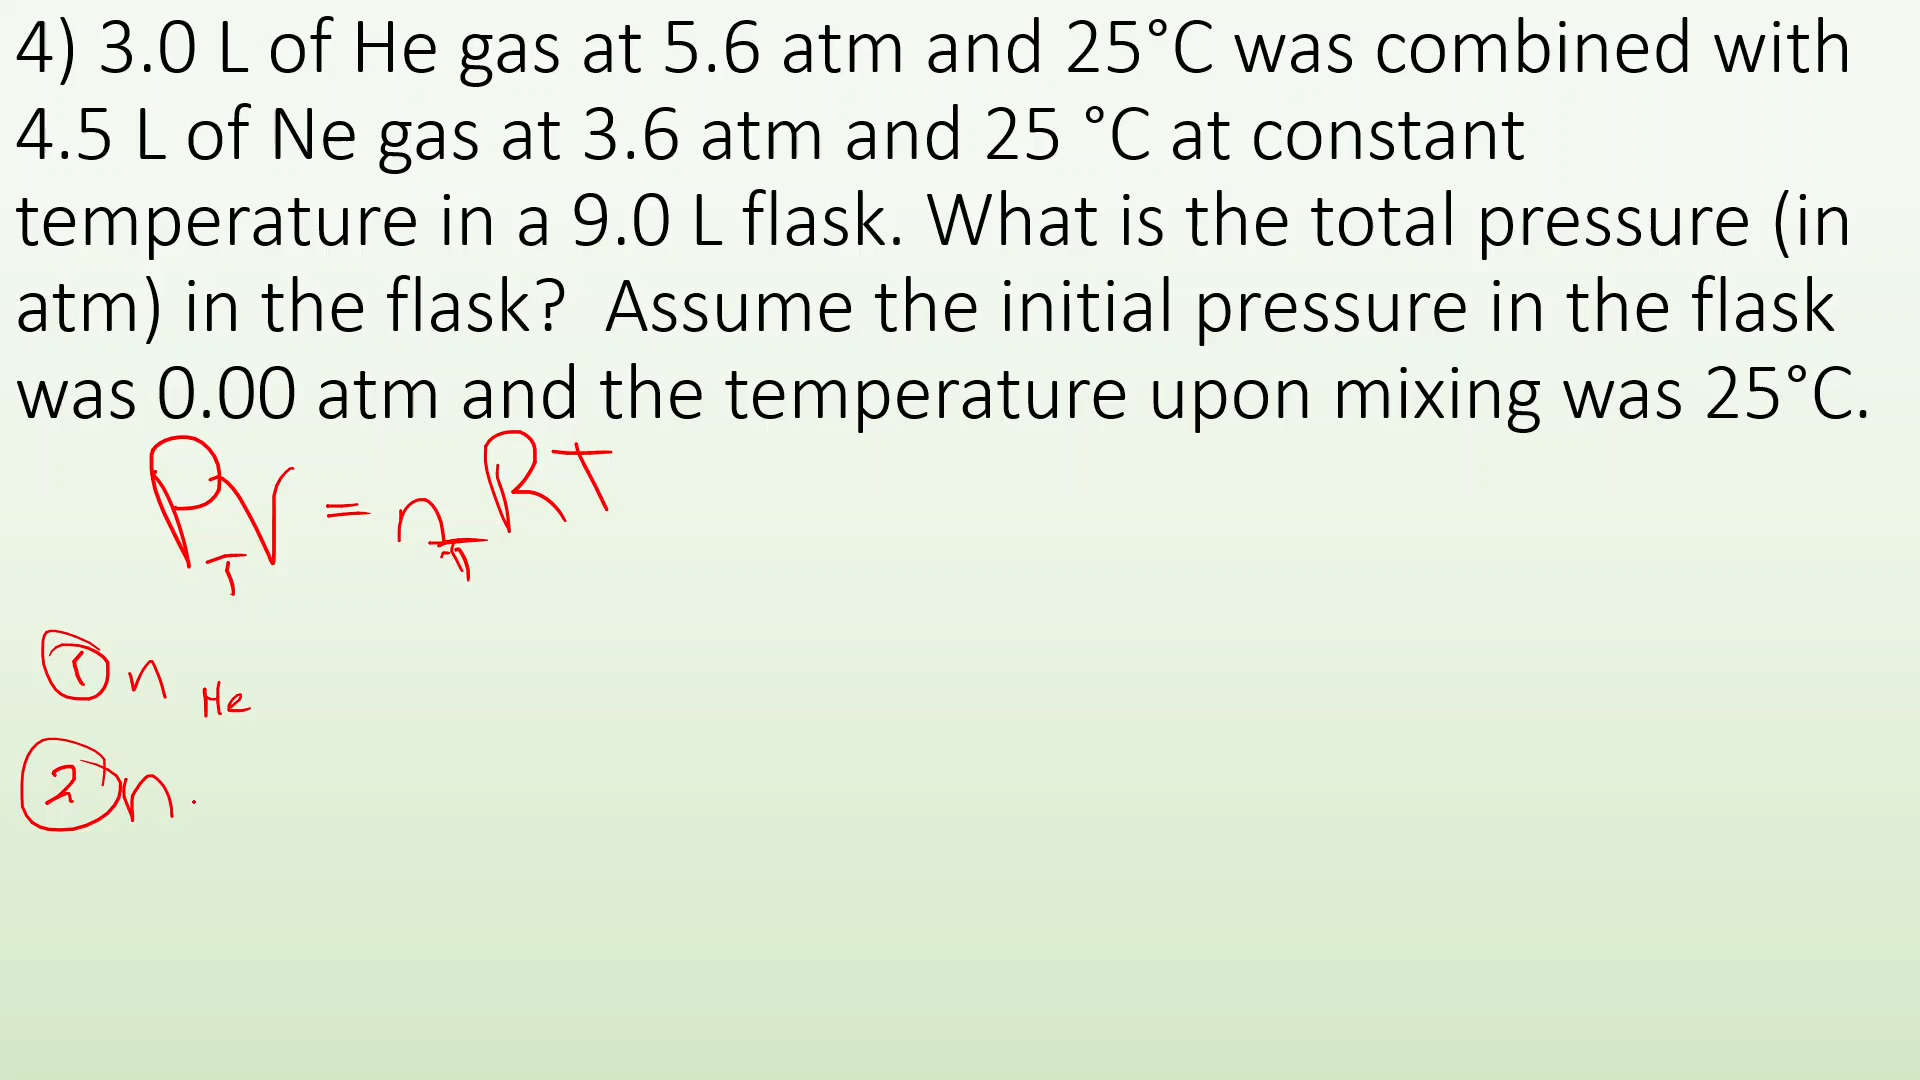 4) 3.0 L of He gas at 5.6 atm and 25°C was combined with
4.5 L of Ne gas at 3.6 atm and 25 °C at constant
temperature in a 9.0 L flask. What is the total pressure (in
atm) in the flask?  Assume the initial pressure in the flask
was 0.00 atm and the temperature upon mixing was 25°C.
P_T V = n_T RT
① n He
② n